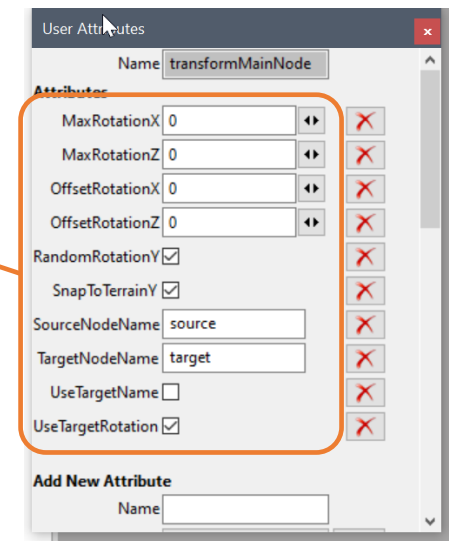 User Attributes
Name transformMainNode
Attributes
MaxRotationX 0
MaxRotationZ 0
OffsetRotationX 0
OffsetRotationZ 0
RandomRotationY
SnapToTerrainY
SourceNodeName source
TargetNodeName target
UseTargetName
UseTargetRotation
Add New Attribute
Name